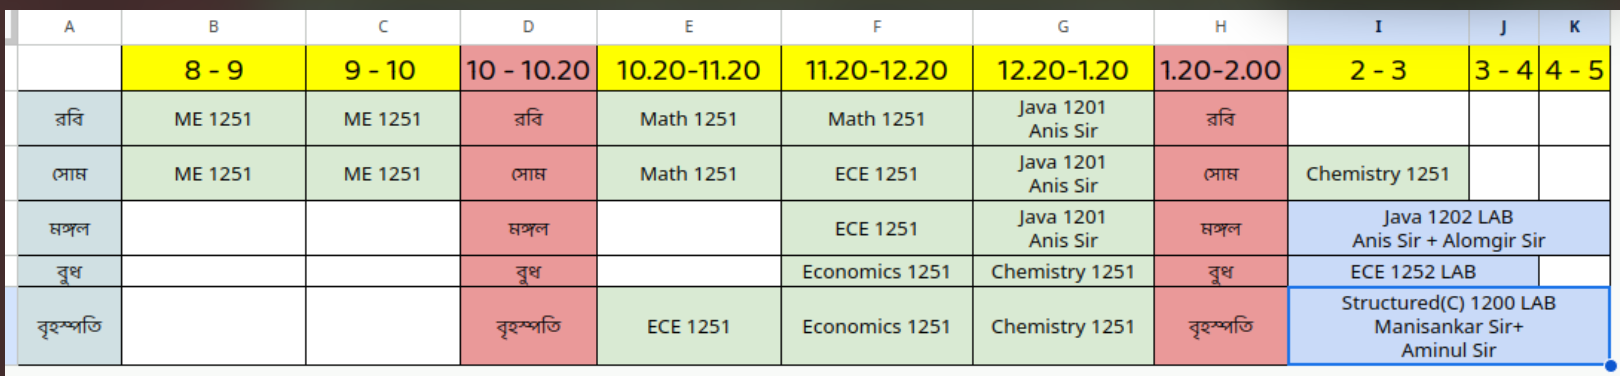 A B C D E F G H I J K
8 - 9 9 - 10 10 - 10.20 10.20-11.20 11.20-12.20 12.20-1.20 1.20-2.00 2 - 3 3 - 4 4 - 5
রবি ME 1251 ME 1251 রবি Math 1251 Math 1251 Java 1201 রবি
Anis Sir
সোম ME 1251 ME 1251 সোম Math 1251 ECE 1251 Java 1201 সোম Chemistry 1251
Anis Sir
মঙ্গল মঙ্গল ECE 1251 Java 1201 মঙ্গল Java 1202 LAB
Anis Sir Anis Sir + Alomgir Sir
বুধ বুধ Economics 1251 Chemistry 1251 বুধ ECE 1252 LAB
বৃহস্পতি বৃহস্পতি ECE 1251 Economics 1251 Chemistry 1251 বৃহস্পতি Structured(C) 1200 LAB
Manisankar Sir+
Aminul Sir